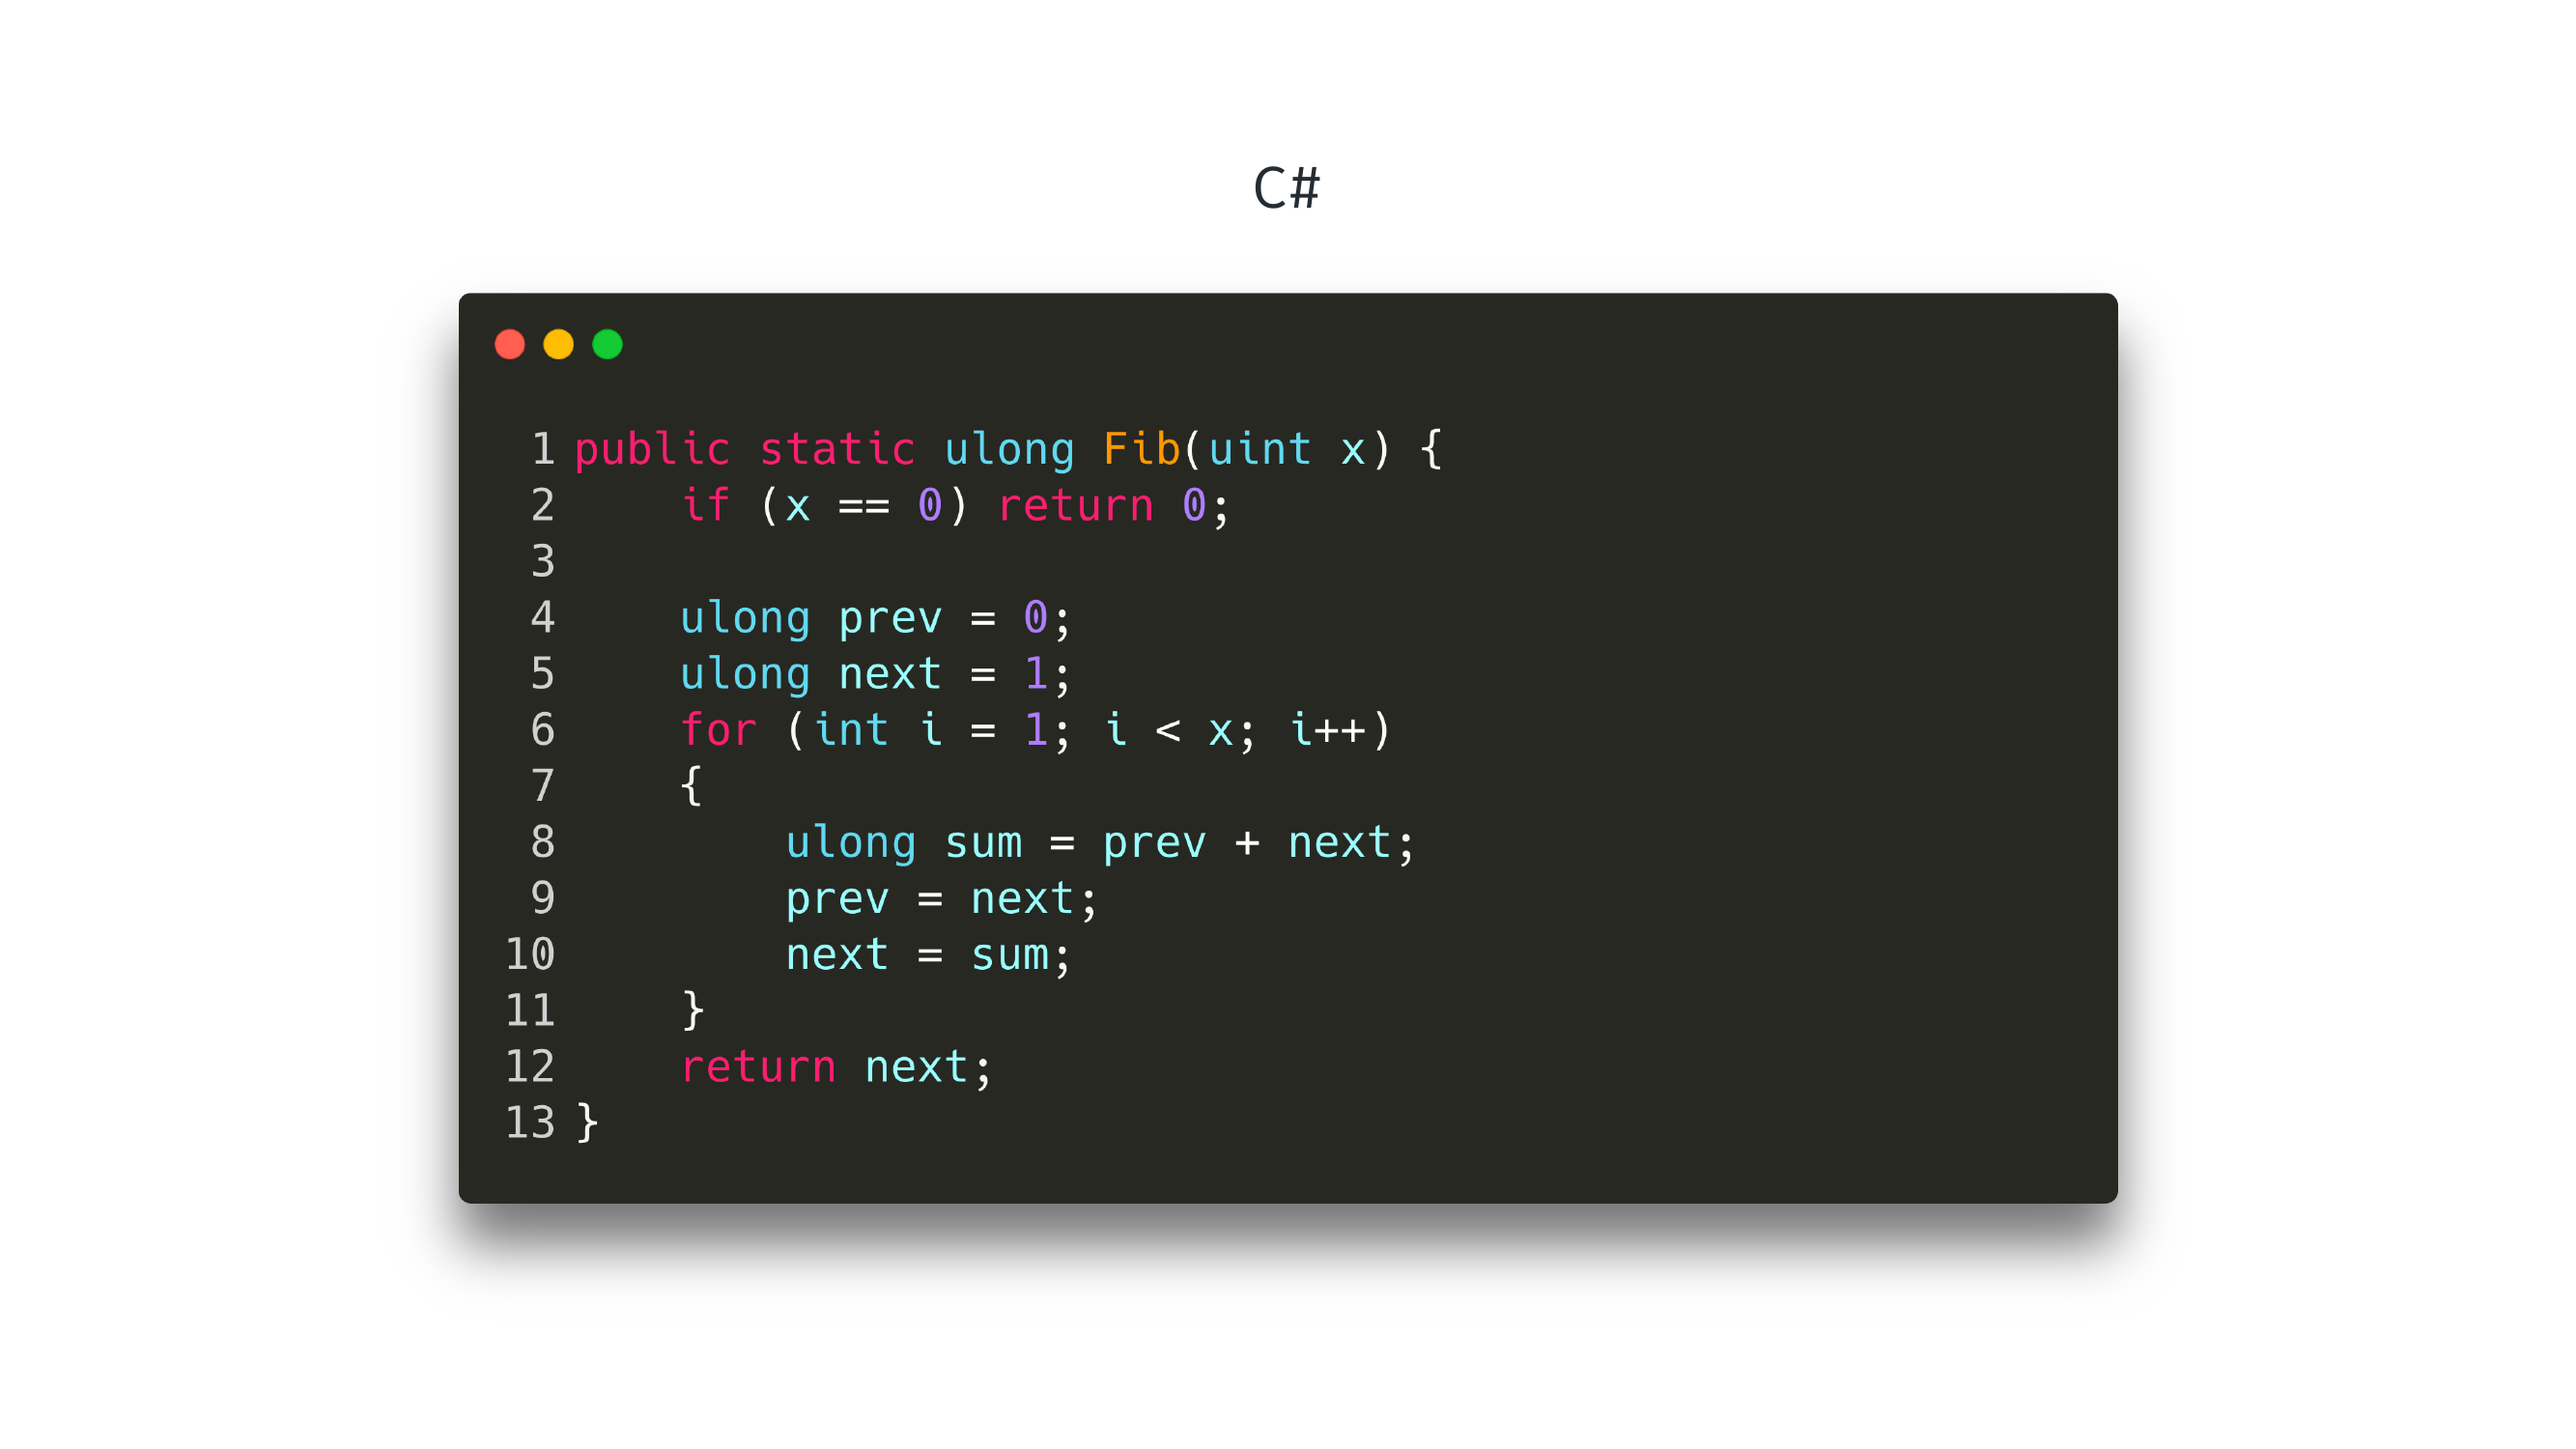 C#
1 public static ulong Fib(uint x) {
2     if (x == 0) return 0;
3
4     ulong prev = 0;
5     ulong next = 1;
6     for (int i = 1; i < x; i++)
7     {
8         ulong sum = prev + next;
9         prev = next;
10         next = sum;
11     }
12     return next;
13 }